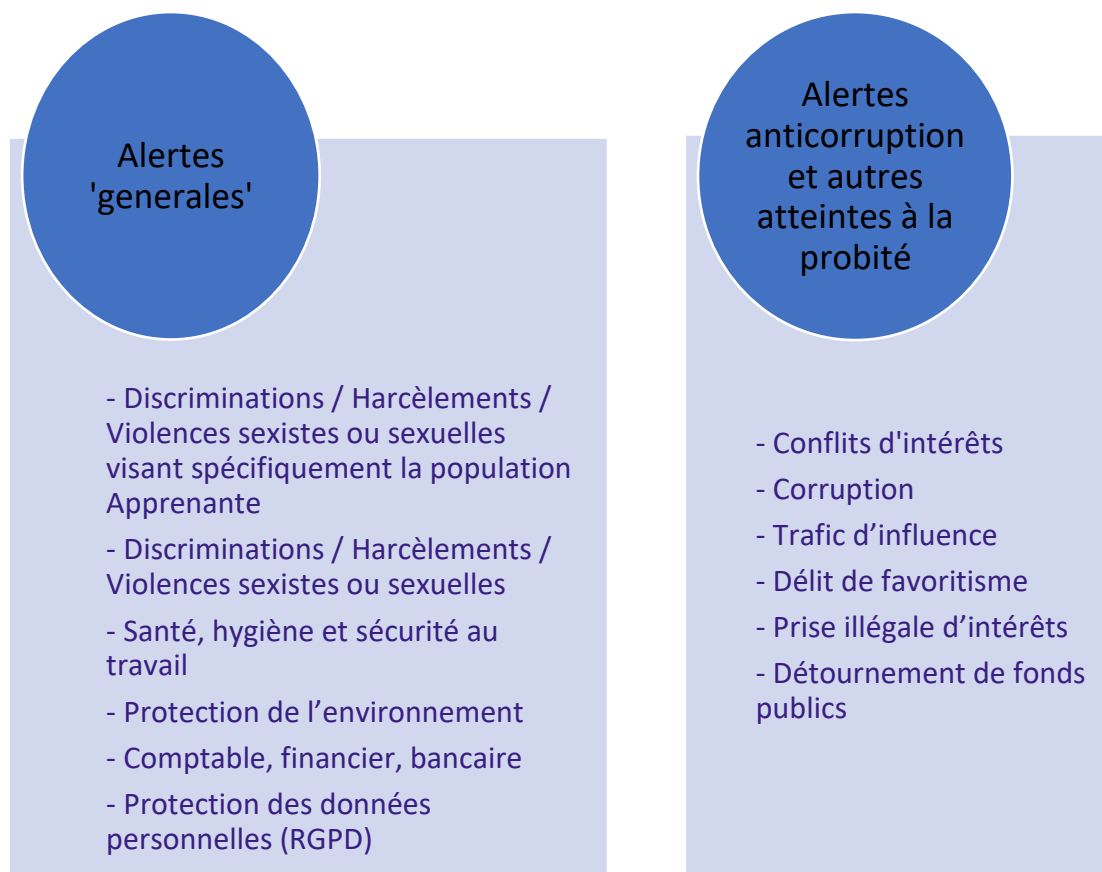 Alertes
'generales'
- Discriminations / Harcèlements /
Violences sexistes ou sexuelles
visant spécifiquement la population
Apprenante
- Discriminations / Harcèlements /
Violences sexistes ou sexuelles
- Santé, hygiène et sécurité au
travail
- Protection de l’environnement
- Comptable, financier, bancaire
- Protection des données
personnelles (RGPD)
Alertes
anticorruption
et autres
atteintes à la
probité
- Conflits d'intérêts
- Corruption
- Trafic d’influence
- Délit de favoritisme
- Prise illégale d’intérêts
- Détournement de fonds
publics